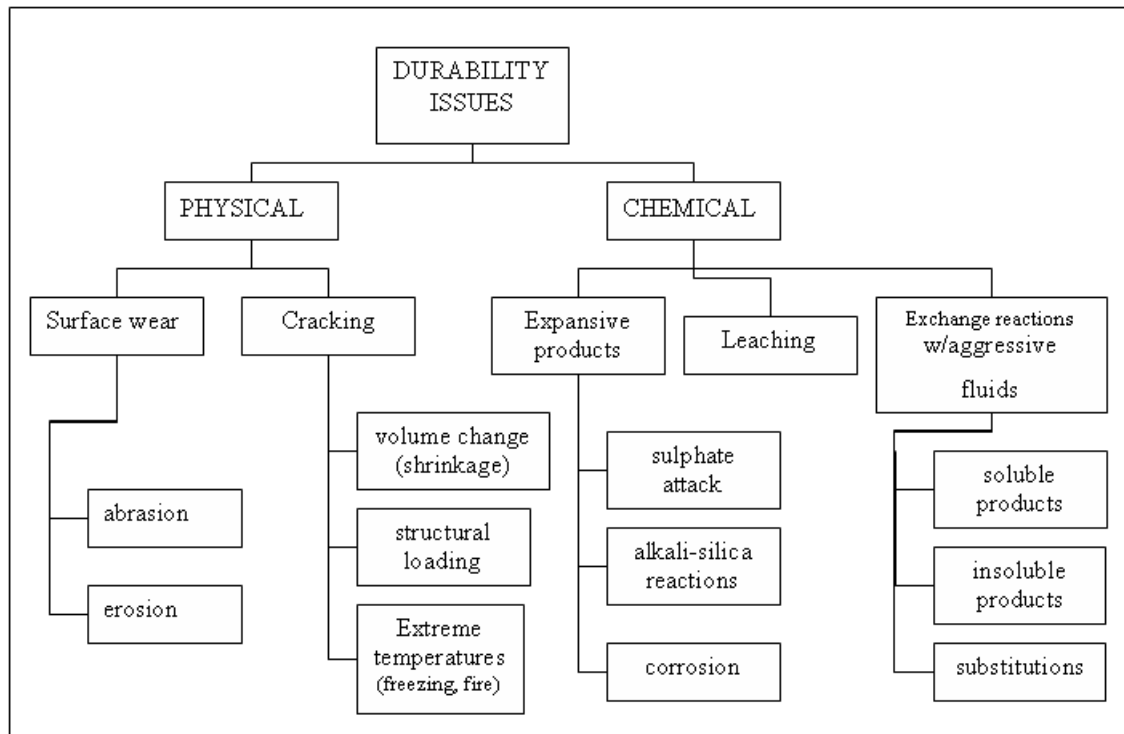 DURABILITY
ISSUES
PHYSICAL
CHEMICAL
Surface wear
Cracking
Expansive
products
Leaching
Exchange reactions
w/aggressive
fluids
abrasion
erosion
volume change
(shrinkage)
structural
loading
Extreme
temperatures
(freezing, fire)
sulphate
attack
alkali-silica
reactions
corrosion
soluble
products
insoluble
products
substitutions